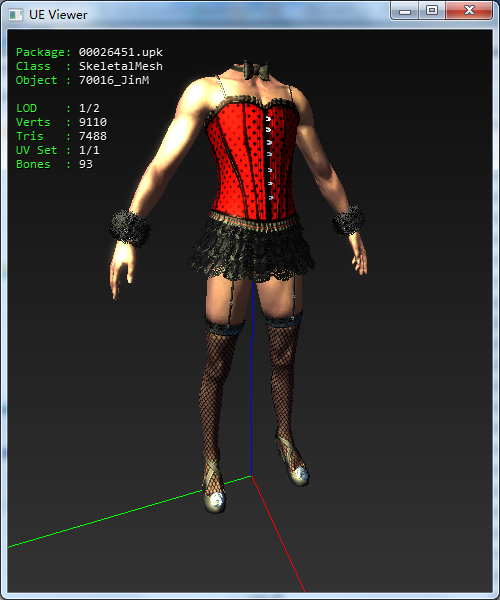 UE Viewer
Package: 00026451.upk
Class : SkeletalMesh
Object : 70016_JinM
LOD : 1/2
Verts : 9110
Tris : 7488
UV Set : 1/1
Bones : 93